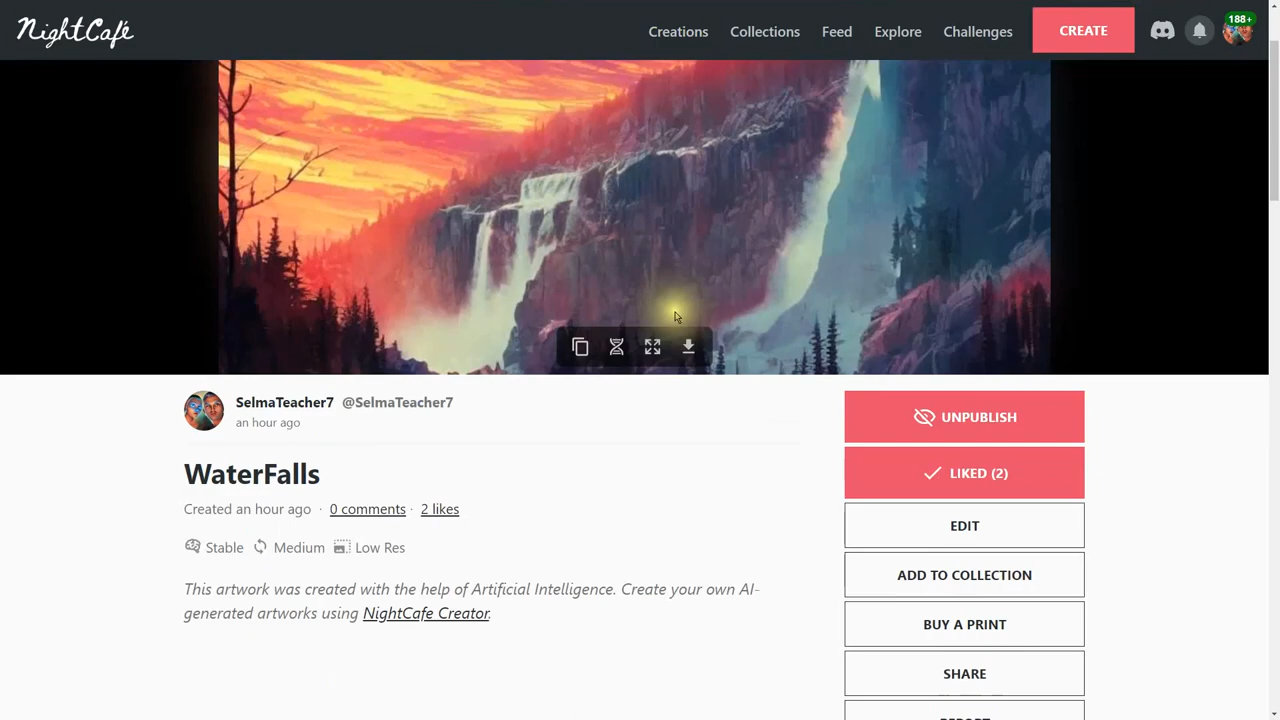 NightCafé
Creations Collections Feed Explore Challenges CREATE 188+
SelmaTeacher7 @SelmaTeacher7
an hour ago
WaterFalls
Created an hour ago · 0 comments · 2 likes
Stable Medium Low Res
This artwork was created with the help of Artificial Intelligence. Create your own AI-
generated artworks using NightCafe Creator.
UNPUBLISH
LIKED (2)
EDIT
ADD TO COLLECTION
BUY A PRINT
SHARE
REPORT